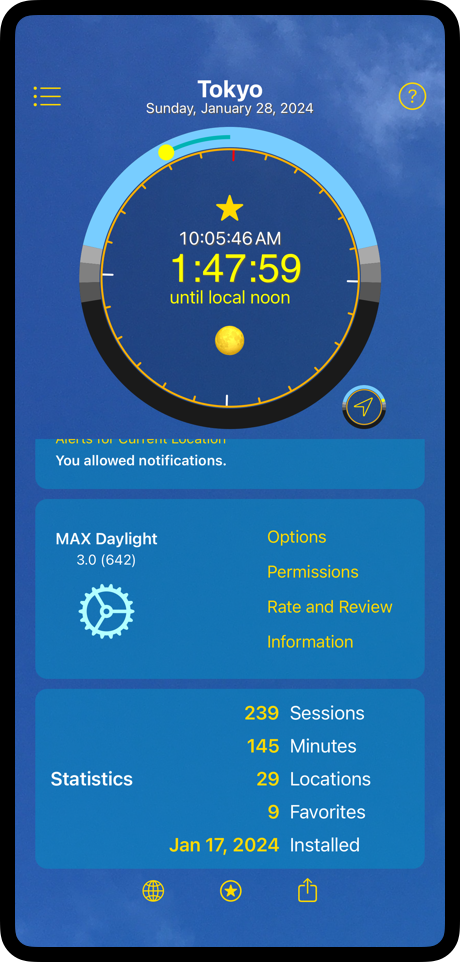 Tokyo
Sunday, January 28, 2024
?
10:05:46 AM
1:47:59
until local noon
Alerts for Current Location
You allowed notifications.
MAX Daylight
3.0 (642)
Options
Permissions
Rate and Review
Information
Statistics
239 Sessions
145 Minutes
29 Locations
9 Favorites
Jan 17, 2024 Installed